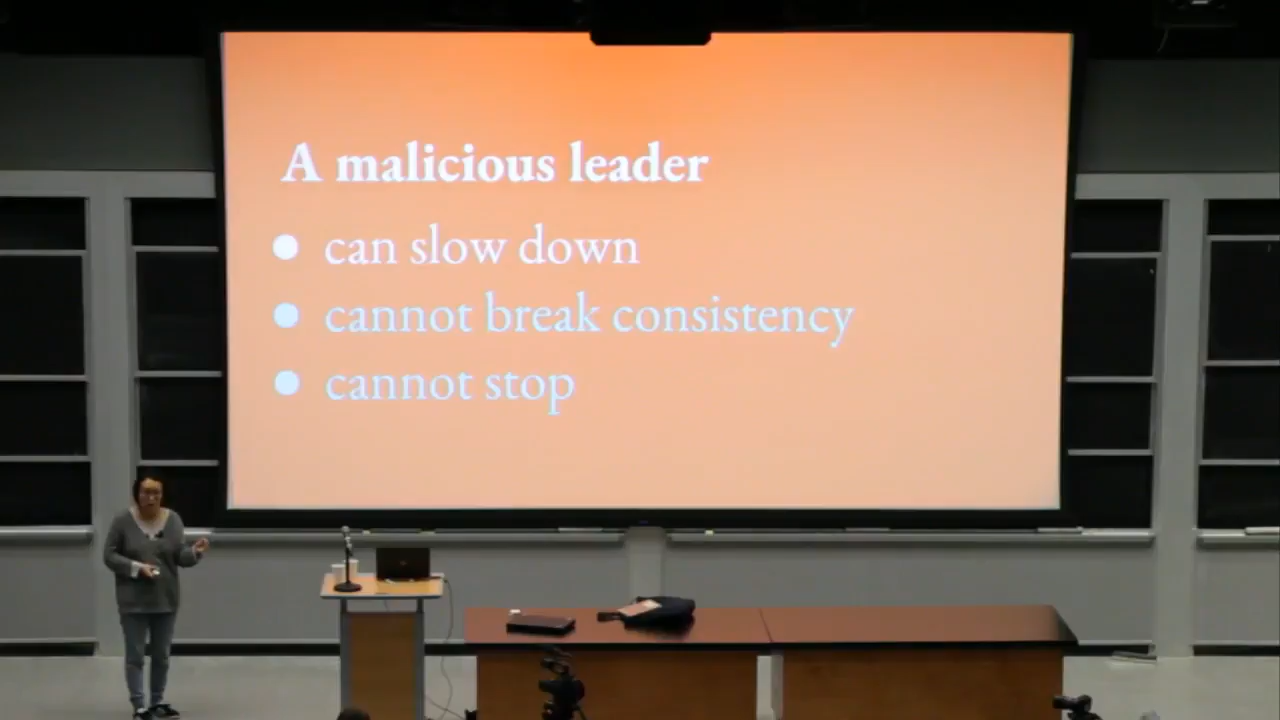 A malicious leader
can slow down
cannot break consistency
cannot stop